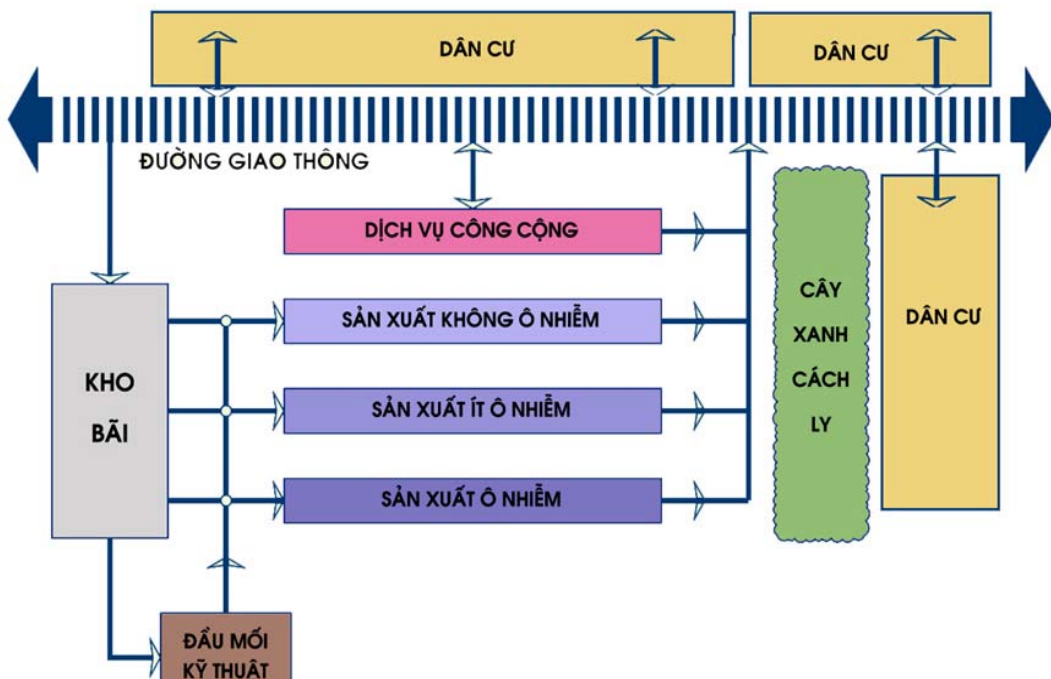 DÂN CƯ
DÂN CƯ
ĐƯỜNG GIAO THÔNG
DỊCH VỤ CÔNG CỘNG
SẢN XUẤT KHÔNG Ô NHIỄM
SẢN XUẤT ÍT Ô NHIỄM
SẢN XUẤT Ô NHIỄM
KHO
BÃI
ĐẦU MỐI
KỸ THUẬT
CÂY
XANH
CÁCH
LY
DÂN CƯ